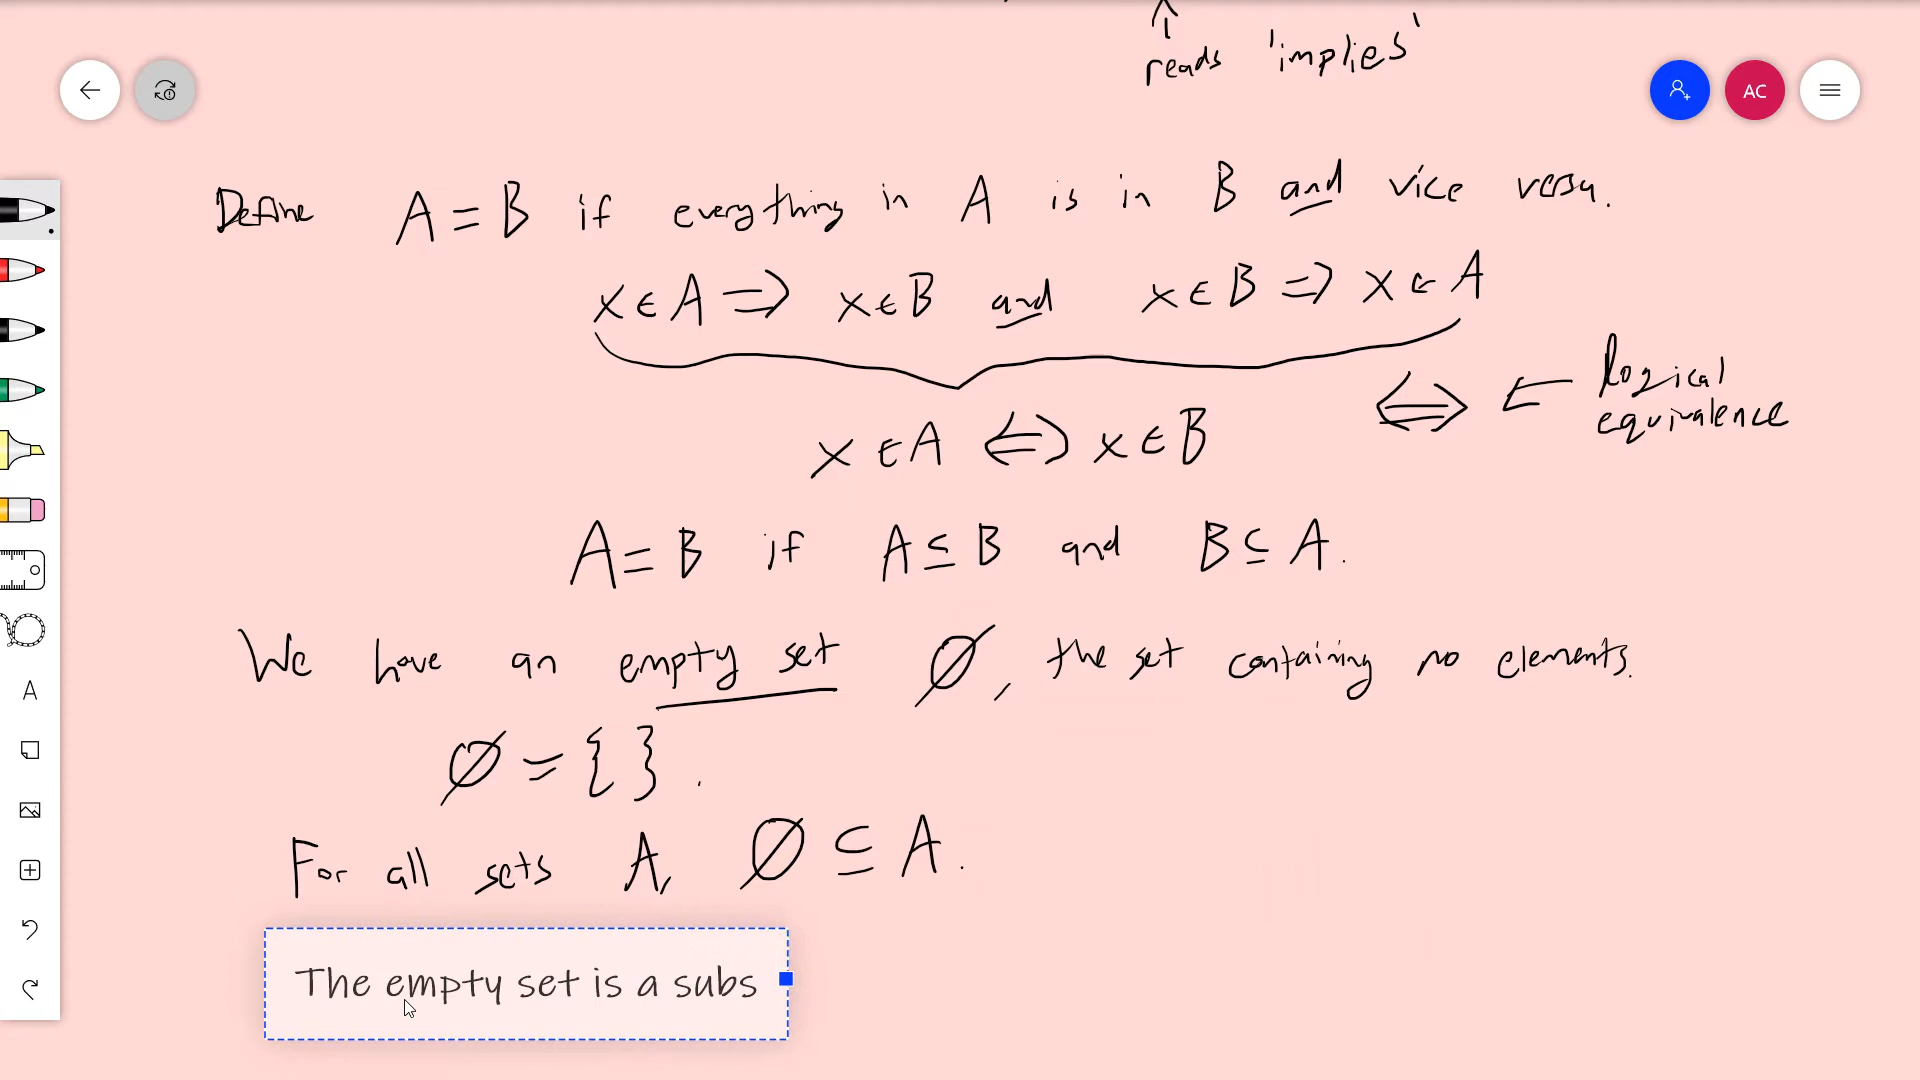 reads 'implies'
AC
Define A = B if everything in A is in B and vice versa.
x ∈ A ⇒ x ∈ B and x ∈ B ⇒ x ∈ A
⇔ ← logical
equivalence
x ∈ A ⇔ x ∈ B
A = B if A ⊆ B and B ⊆ A.
We have an empty set ∅, the set containing no elements.
∅ = { }.
For all sets A, ∅ ⊆ A.
The empty set is a subs
A